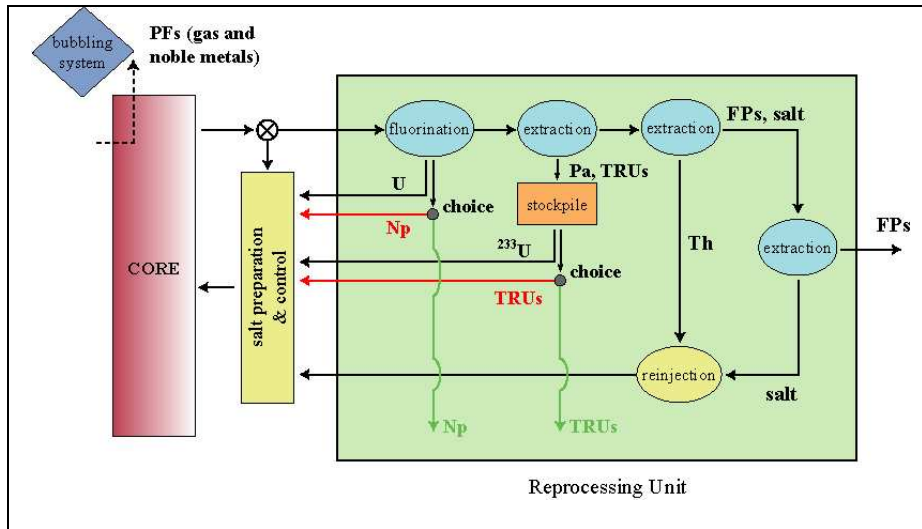 PFs (gas and
noble metals)
bubbling
system
fluorination
extraction
extraction
FPs, salt
Pa, TRUs
U
stockpile
choice
Np
FPs
²³³U
Th
extraction
CORE
salt preparation
& control
choice
TRUs
reinjection
salt
Np
TRUs
Reprocessing Unit